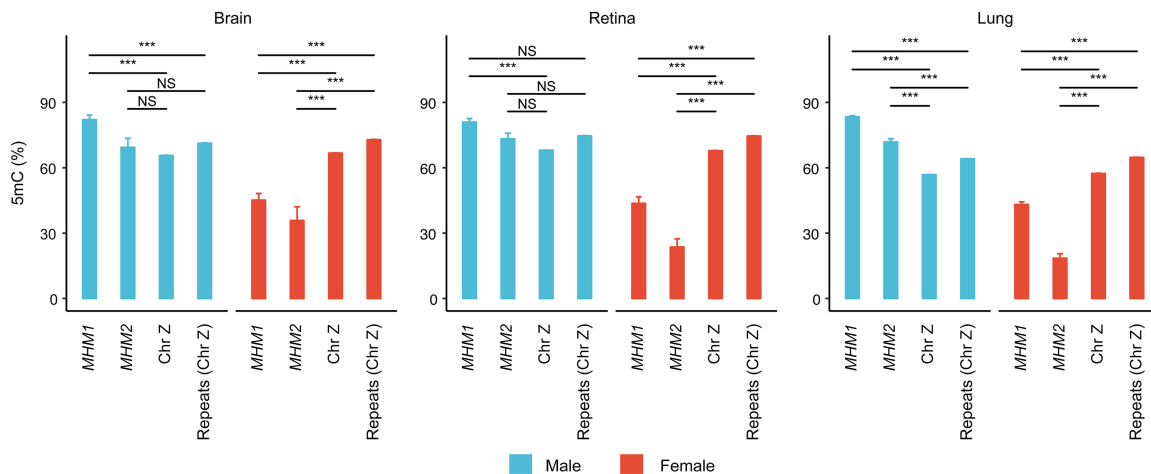 Brain
Retina
Lung
5mC (%)
90
60
30
0
***
***
NS
NS
***
***
***
***
MHM1
MHM2
Chr Z
Repeats (Chr Z)
MHM1
MHM2
Chr Z
Repeats (Chr Z)
90
60
30
0
NS
***
NS
NS
***
***
***
***
MHM1
MHM2
Chr Z
Repeats (Chr Z)
MHM1
MHM2
Chr Z
Repeats (Chr Z)
90
60
30
0
***
***
***
***
***
***
***
***
MHM1
MHM2
Chr Z
Repeats (Chr Z)
MHM1
MHM2
Chr Z
Repeats (Chr Z)
Male
Female